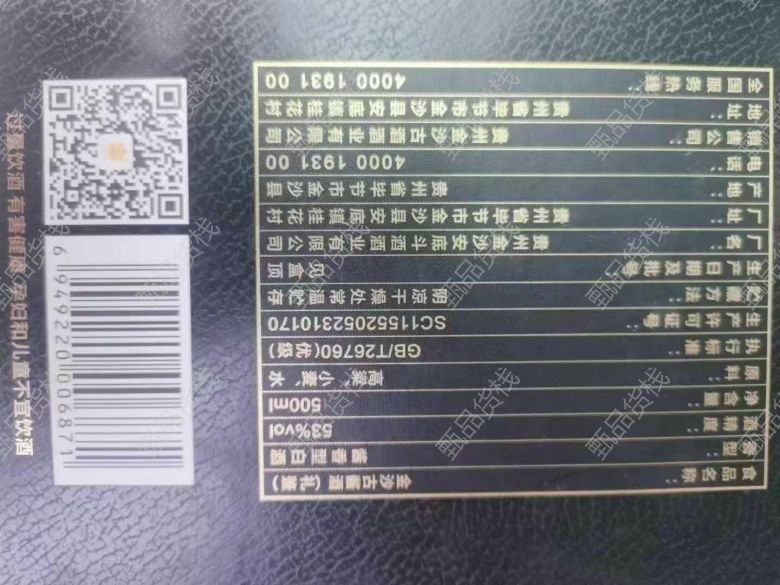 食品名称： 金沙古酱酒（礼鉴）
香型： 酱香型白酒
酒精度： 53%vol
净含量： 500ml
原料： 高粱、小麦、水
执行标准： GB/T26760(优级)
生产许可证号： SC11552052310170
贮藏方法： 阴凉干燥处常温贮存
生产日期及批号： 见盒顶
厂名： 贵州金沙安底斗酒酒业有限公司
厂址： 贵州省毕节市金沙县安底镇桂花村
产地： 贵州省毕节市金沙县
电话： 4000 1931 00
销售公司： 贵州金沙古酒酒业有限公司
地址： 贵州省毕节市金沙县安底镇桂花村
全国服务热线： 4000 1931 00
过量饮酒 有害健康 孕妇和儿童不宜饮酒
6 949220 006871
甄品货栈